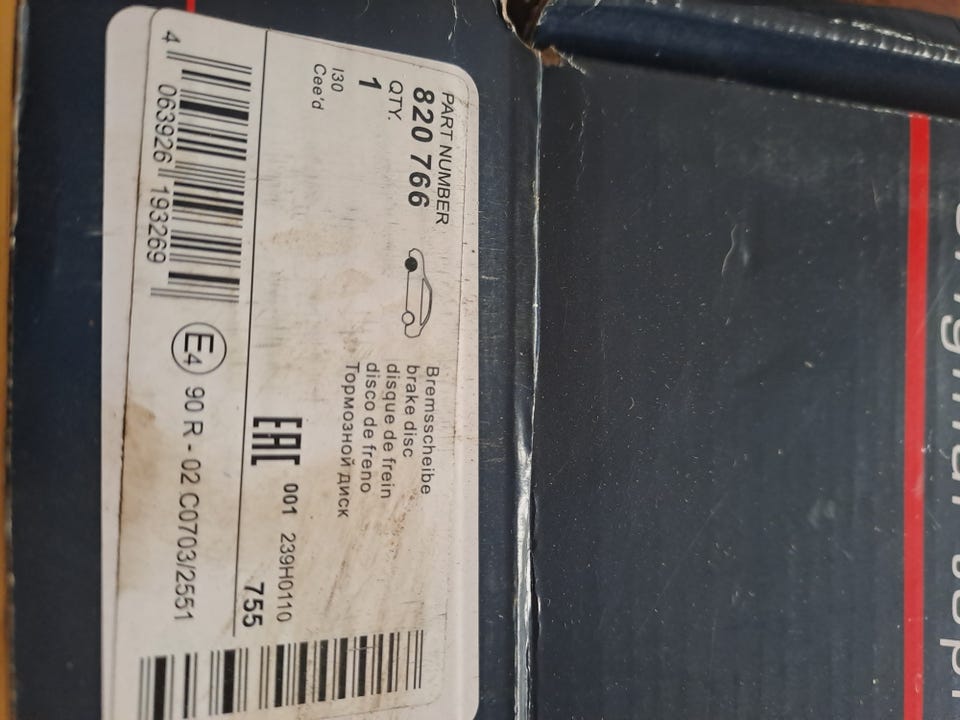 PART NUMBER
820 766
QTY.
1
I30
Cee'd
Bremsscheibe
brake disc
disque de frein
disco de freno
Тормозной диск
EAC 001 239H0110
755
4 063926 193269
E4 90 R - 02 C0703/2551